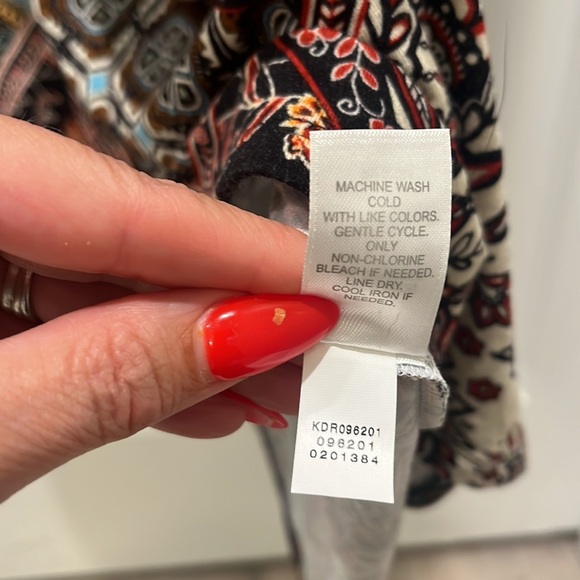 MACHINE WASH
COLD
WITH LIKE COLORS.
GENTLE CYCLE.
ONLY
NON-CHLORINE
BLEACH IF NEEDED.
LINE DRY.
COOL IRON IF
NEEDED.
KDR096201
096201
0201384